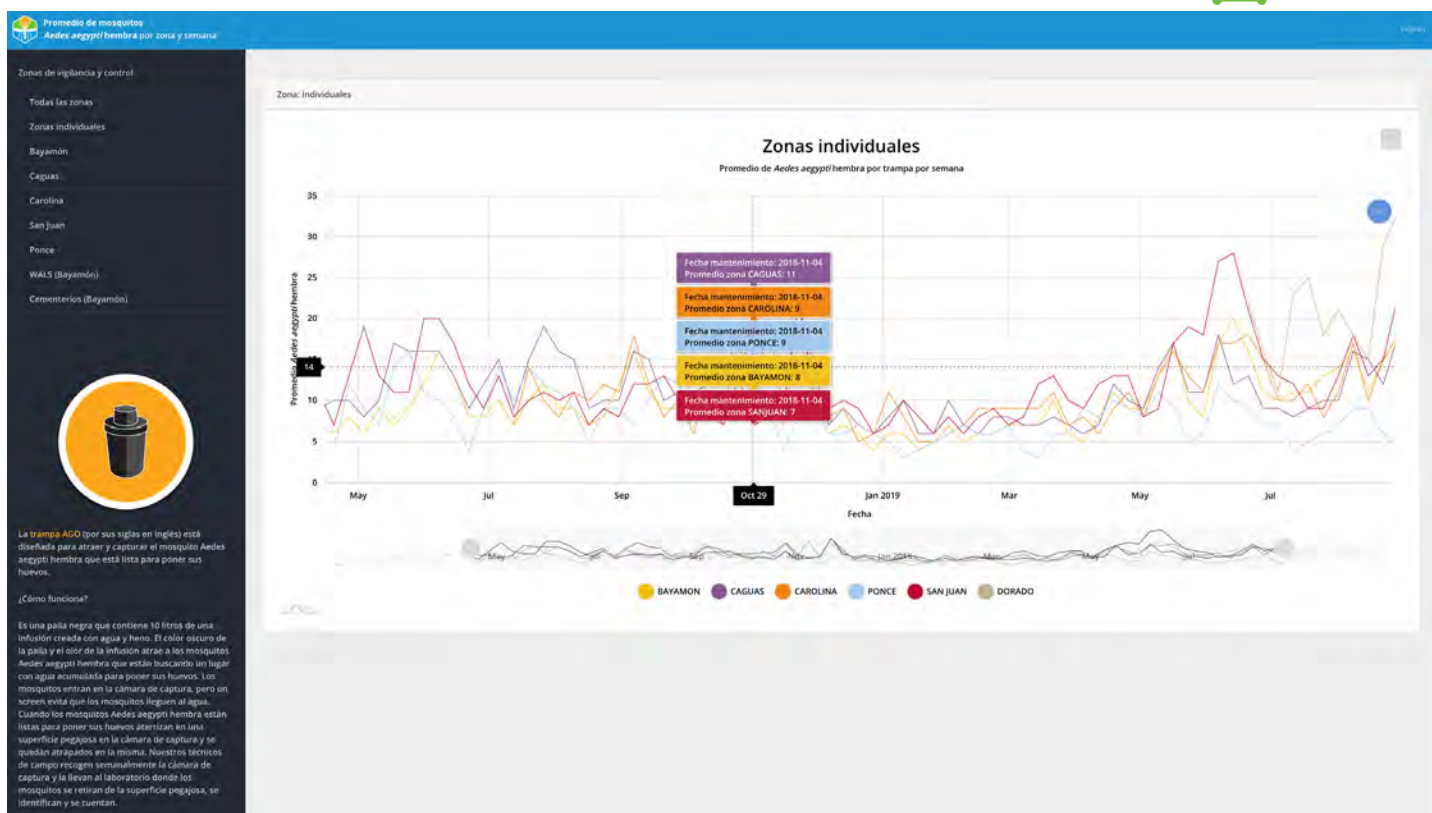 Promedio de mosquitos
Aedes aegypti hembra por zona y semana
Ingreso
Zonas de vigilancia y control
Todas las zonas
Zonas individuales
Bayamón
Caguas
Carolina
San Juan
Ponce
WALS (Bayamón)
Cementerios (Bayamón)
La trampa AGO (por sus siglas en inglés) está
diseñada para atraer y capturar el mosquito Aedes
aegypti hembra que está lista para poner sus
huevos.
¿Cómo funciona?
Es una paila negra que contiene 10 litros de una
infusión creada con agua y heno. El color oscuro de
la paila y el olor de la infusión atrae a los mosquitos
Aedes aegypti hembra que están buscando un lugar
con agua acumulada para poner sus huevos. Los
mosquitos entran en la cámara de captura, pero un
screen evita que los mosquitos lleguen al agua.
Cuando los mosquitos Aedes aegypti hembra están
listas para poner sus huevos aterrizan en una
superficie pegajosa en la cámara de captura y se
quedan atrapados en la misma. Nuestros técnicos
de campo recogen semanalmente la cámara de
captura y la llevan al laboratorio donde los
mosquitos se retiran de la superficie pegajosa, se
identifican y se cuentan.
Zona: individuales
Zonas individuales
Promedio de Aedes aegypti hembra por trampa por semana
Promedio Aedes aegypti hembra
35
30
25
20
14
10
5
0
Fecha mantenimiento: 2018-11-04
Promedio zona CAGUAS: 11
Fecha mantenimiento: 2018-11-04
Promedio zona CAROLINA: 9
Fecha mantenimiento: 2018-11-04
Promedio zona PONCE: 9
Fecha mantenimiento: 2018-11-04
Promedio zona BAYAMON: 8
Fecha mantenimiento: 2018-11-04
Promedio zona SANJUAN: 7
May Jul Sep Oct 29 Jan 2019 Mar May Jul
Fecha
May Sep Nov Jan 2019 Mar May Jul
BAYAMON CAGUAS CAROLINA PONCE SAN JUAN DORADO